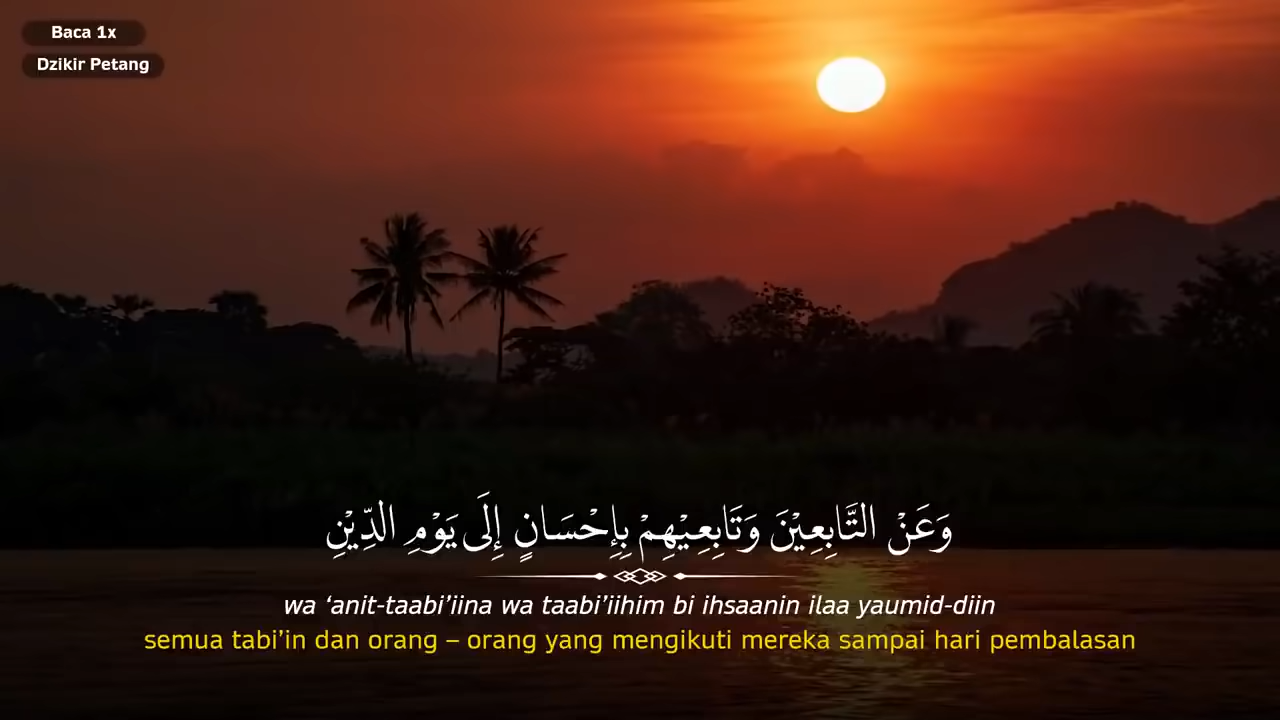 Baca 1x
Dzikir Petang
وَعَنْ التَّابِعِيْنَ وَتَابِعِيْهِمْ بِإِحْسَانٍ إِلَى يَوْمِ الدِّيْنِ
wa ‘anit-taabi’iina wa taabi’iihim bi ihsaanin ilaa yaumid-diin
semua tabi’in dan orang – orang yang mengikuti mereka sampai hari pembalasan